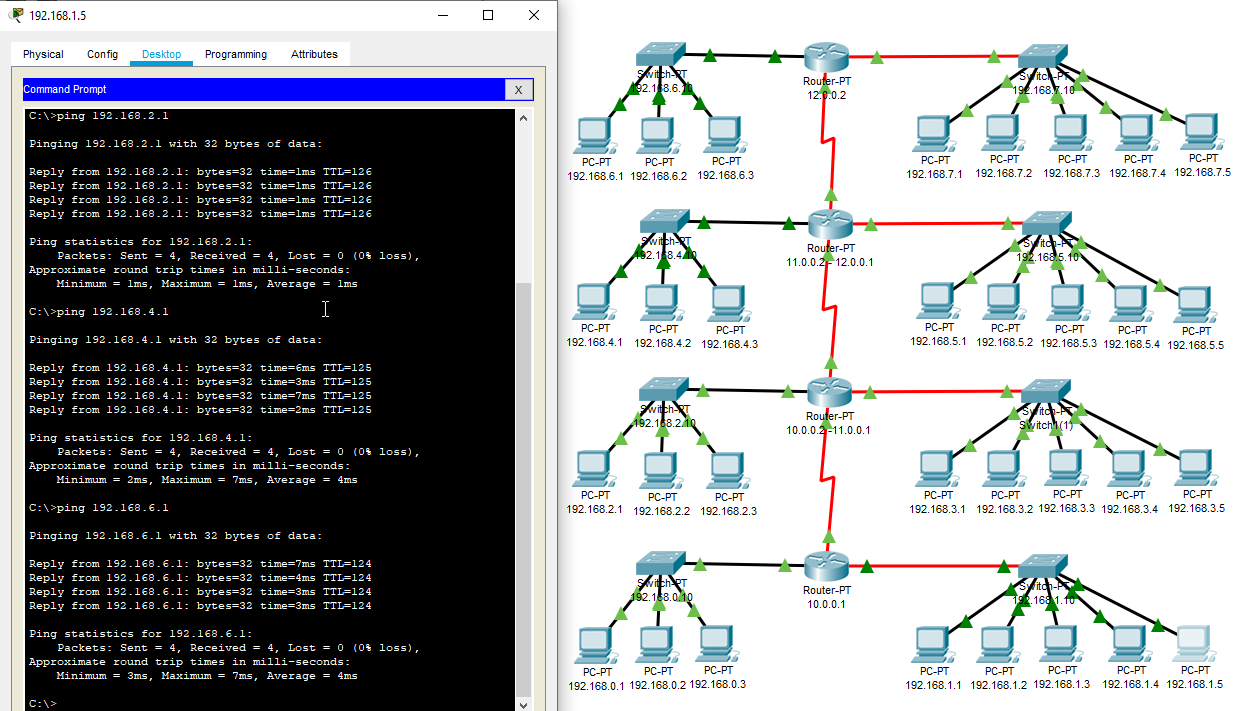 192.168.1.5
Physical Config Desktop Programming Attributes
Command Prompt
X
C:\>ping 192.168.2.1
Pinging 192.168.2.1 with 32 bytes of data:
Reply from 192.168.2.1: bytes=32 time=1ms TTL=126
Reply from 192.168.2.1: bytes=32 time=1ms TTL=126
Reply from 192.168.2.1: bytes=32 time=1ms TTL=126
Reply from 192.168.2.1: bytes=32 time=1ms TTL=126
Ping statistics for 192.168.2.1:
Packets: Sent = 4, Received = 4, Lost = 0 (0% loss),
Approximate round trip times in milli-seconds:
Minimum = 1ms, Maximum = 1ms, Average = 1ms
C:\>ping 192.168.4.1
Pinging 192.168.4.1 with 32 bytes of data:
Reply from 192.168.4.1: bytes=32 time=6ms TTL=125
Reply from 192.168.4.1: bytes=32 time=3ms TTL=125
Reply from 192.168.4.1: bytes=32 time=7ms TTL=125
Reply from 192.168.4.1: bytes=32 time=2ms TTL=125
Ping statistics for 192.168.4.1:
Packets: Sent = 4, Received = 4, Lost = 0 (0% loss),
Approximate round trip times in milli-seconds:
Minimum = 2ms, Maximum = 7ms, Average = 4ms
C:\>ping 192.168.6.1
Pinging 192.168.6.1 with 32 bytes of data:
Reply from 192.168.6.1: bytes=32 time=7ms TTL=124
Reply from 192.168.6.1: bytes=32 time=4ms TTL=124
Reply from 192.168.6.1: bytes=32 time=3ms TTL=124
Reply from 192.168.6.1: bytes=32 time=3ms TTL=124
Ping statistics for 192.168.6.1:
Packets: Sent = 4, Received = 4, Lost = 0 (0% loss),
Approximate round trip times in milli-seconds:
Minimum = 3ms, Maximum = 7ms, Average = 4ms
C:\>
Switch-PT
192.168.6.10
Router-PT
12.0.0.2
Switch-PT
192.168.7.10
PC-PT PC-PT PC-PT
192.168.6.1 192.168.6.2 192.168.6.3
PC-PT PC-PT PC-PT PC-PT PC-PT
192.168.7.1 192.168.7.2 192.168.7.3 192.168.7.4 192.168.7.5
Switch-PT
192.168.4.10
Router-PT
11.0.0.2 - 12.0.0.1
Switch-PT
192.168.5.10
PC-PT PC-PT PC-PT
192.168.4.1 192.168.4.2 192.168.4.3
PC-PT PC-PT PC-PT PC-PT PC-PT
192.168.5.1 192.168.5.2 192.168.5.3 192.168.5.4 192.168.5.5
Switch-PT
192.168.2.10
Router-PT
10.0.0.2 -11.0.0.1
Switch-PT
Switch1(1)
PC-PT PC-PT PC-PT
192.168.2.1 192.168.2.2 192.168.2.3
PC-PT PC-PT PC-PT PC-PT PC-PT
192.168.3.1 192.168.3.2 192.168.3.3 192.168.3.4 192.168.3.5
Switch-PT
192.168.0.10
Router-PT
10.0.0.1
Switch-PT
192.168.1.10
PC-PT PC-PT PC-PT
192.168.0.1 192.168.0.2 192.168.0.3
PC-PT PC-PT PC-PT PC-PT PC-PT
192.168.1.1 192.168.1.2 192.168.1.3 192.168.1.4 192.168.1.5